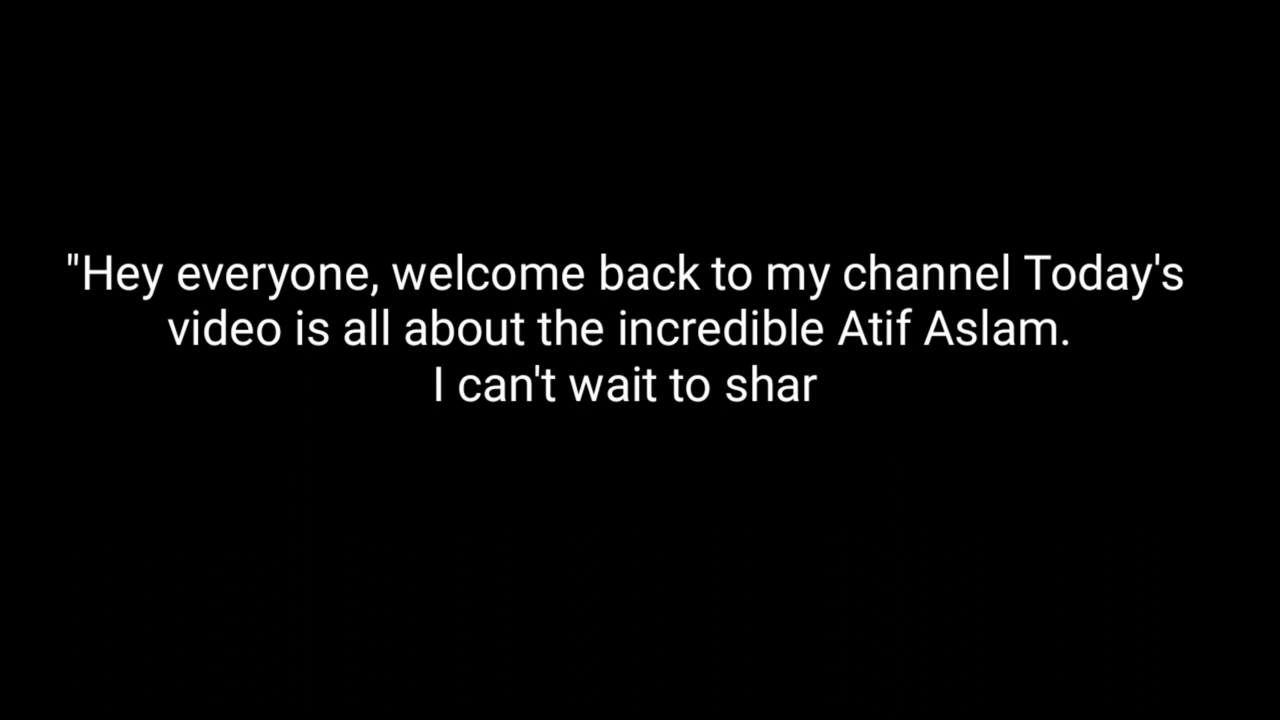 "Hey everyone, welcome back to my channel Today's
video is all about the incredible Atif Aslam.
I can't wait to shar